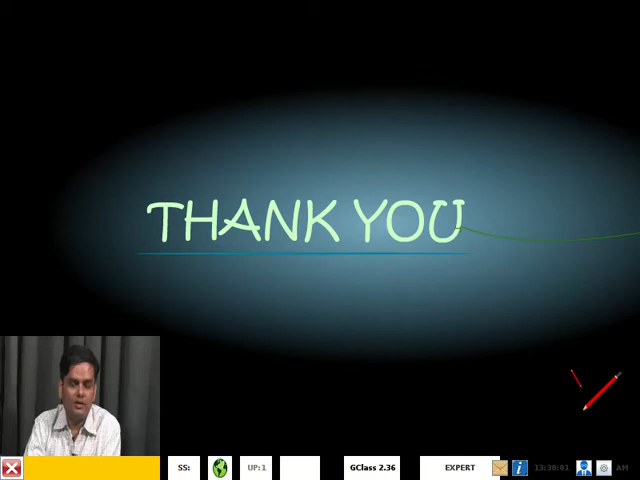 THANK YOU
SS:
UP:1
GClass 2.36
EXPERT
13:30:01
AM